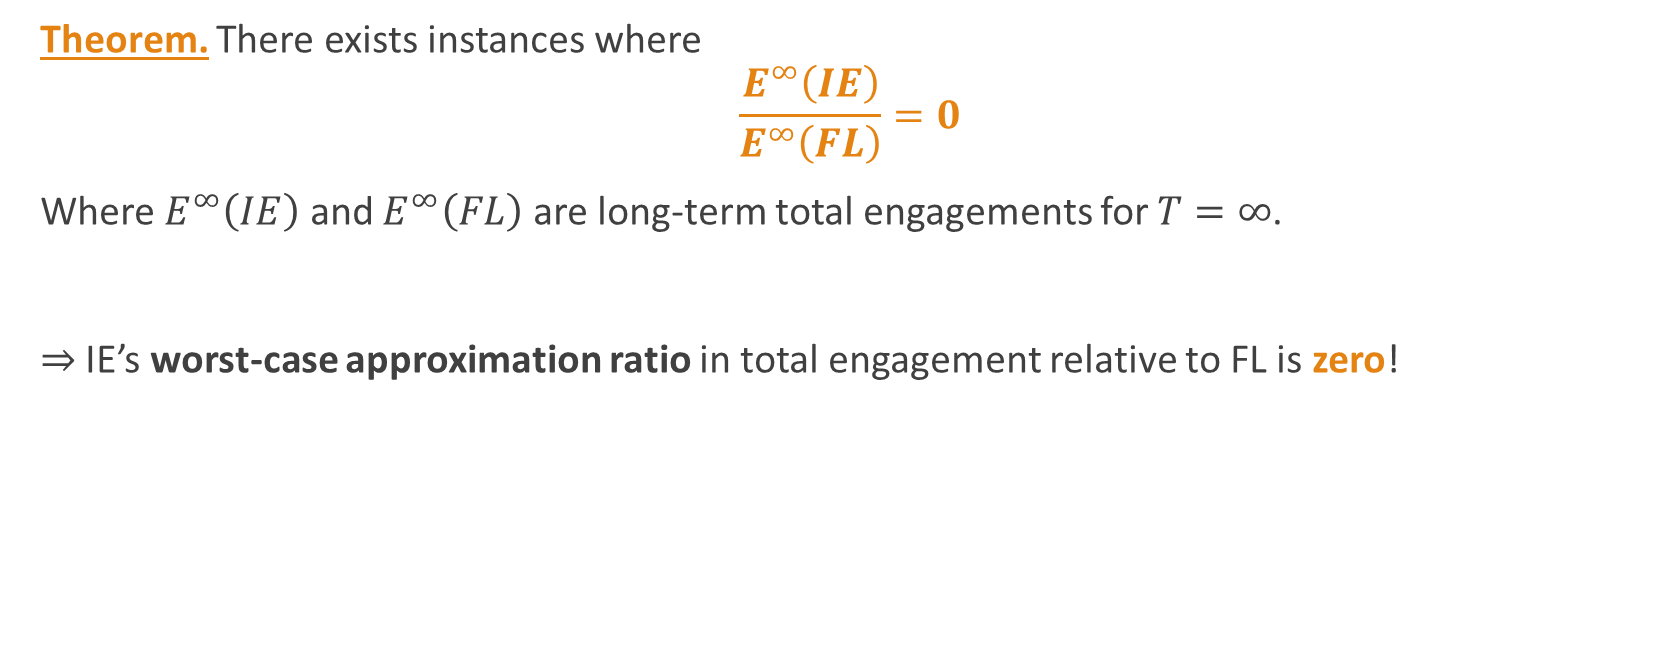 Theorem. There exists instances where
E^∞(IE) / E^∞(FL) = 0
Where E^∞(IE) and E^∞(FL) are long-term total engagements for T = ∞.
⇒ IE’s worst-case approximation ratio in total engagement relative to FL is zero!